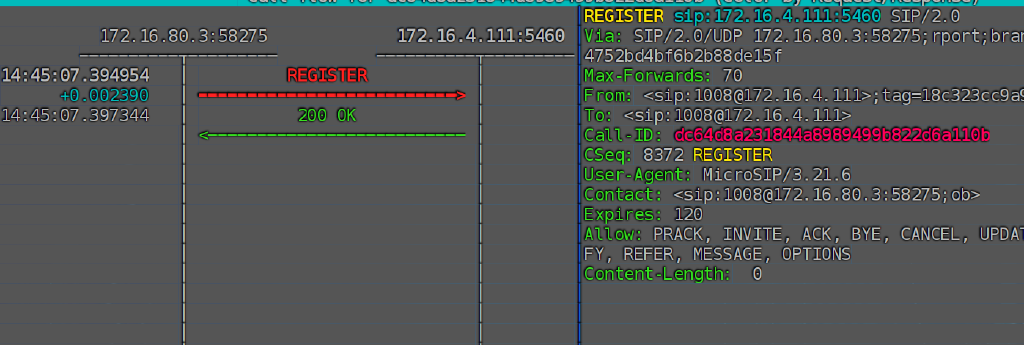 172.16.80.3:58275 172.16.4.111:5460
14:45:07.394954 REGISTER
+0.002390
14:45:07.397344 200 OK
REGISTER sip:172.16.4.111:5460 SIP/2.0
Via: SIP/2.0/UDP 172.16.80.3:58275;rport;bran
4752bd4bf6b2b88de15f
Max-Forwards: 70
From: <sip:1008@172.16.4.111>;tag=18c323cc9a9
To: <sip:1008@172.16.4.111>
Call-ID: dc64d8a231844a8989499b822d6a110b
CSeq: 8372 REGISTER
User-Agent: MicroSIP/3.21.6
Contact: <sip:1008@172.16.80.3:58275;ob>
Expires: 120
Allow: PRACK, INVITE, ACK, BYE, CANCEL, UPDAT
FY, REFER, MESSAGE, OPTIONS
Content-Length: 0